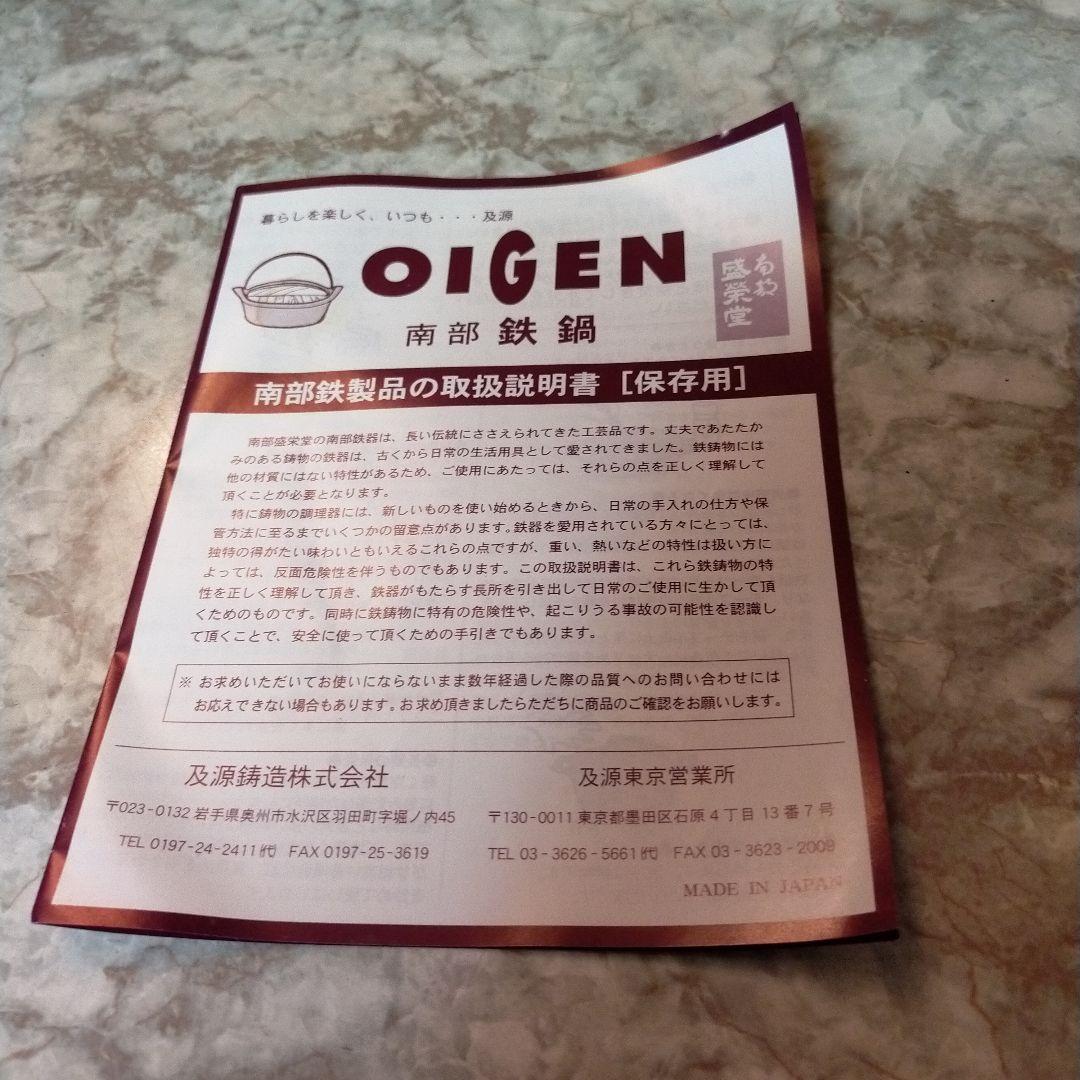 暮らしを楽しく、いつも・・・及源
OIGEN
南部
盛榮堂
南部 鉄鍋
南部鉄製品の取扱説明書［保存用］
南部盛栄堂の南部鉄器は、長い伝統にささえられてきた工芸品です。丈夫であたたか
みのある鋳物の鉄器は、古くから日常の生活用具として愛されてきました。鉄鋳物には
他の材質にはない特性があるため、ご使用にあたっては、それらの点を正しく理解して
頂くことが必要となります。
特に鋳物の調理器には、新しいものを使い始めるときから、日常の手入れの仕方や保
管方法に至るまでいくつかの留意点があります。鉄器を愛用されている方々にとっては、
独特の得がたい味わいともいえるこれらの点ですが、重い、熱いなどの特性は扱い方に
よっては、反面危険性を伴うものでもあります。この取扱説明書は、これら鉄鋳物の特
性を正しく理解して頂き、鉄器がもたらす長所を引き出して日常のご使用に生かして頂
くためのものです。同時に鉄鋳物に特有の危険性や、起こりうる事故の可能性を認識し
て頂くことで、安全に使って頂くための手引きでもあります。
※ お求めいただいてお使いにならないまま数年経過した際の品質へのお問い合わせには
お応えできない場合もあります。お求め頂きましたらただちに商品のご確認をお願いします。
及源鋳造株式会社
〒023-0132 岩手県奥州市水沢区羽田町字堀ノ内45
TEL 0197-24-2411㈹ FAX 0197-25-3619
及源東京営業所
〒130-0011 東京都墨田区石原4丁目13番7号
TEL 03-3626-5661㈹ FAX 03-3623-2009
MADE IN JAPAN